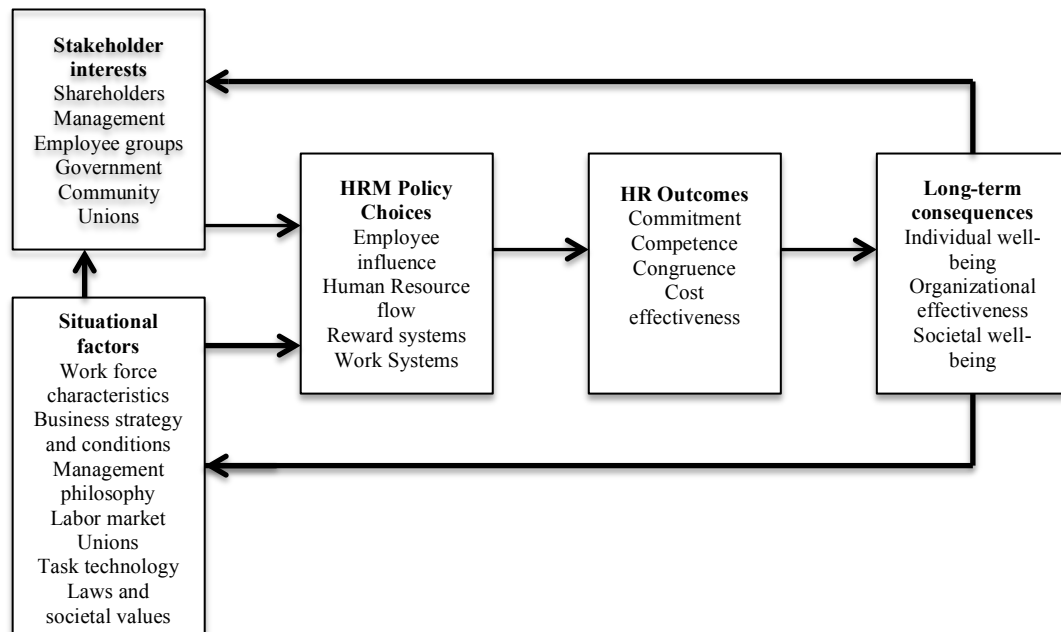 Stakeholder
interests
Shareholders
Management
Employee groups
Government
Community
Unions
Situational
factors
Work force
characteristics
Business strategy
and conditions
Management
philosophy
Labor market
Unions
Task technology
Laws and
societal values
HRM Policy
Choices
Employee
influence
Human Resource
flow
Reward systems
Work Systems
HR Outcomes
Commitment
Competence
Congruence
Cost
effectiveness
Long-term
consequences
Individual well-
being
Organizational
effectiveness
Societal well-
being